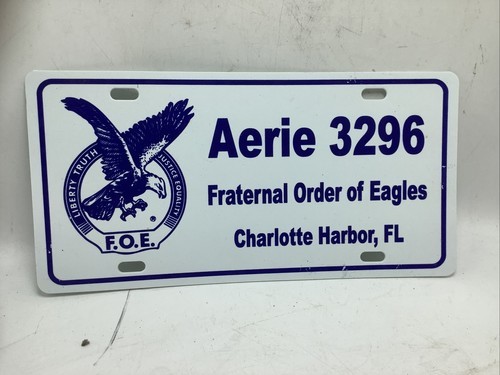 LIBERTY TRUTH
JUSTICE EQUALITY
F.O.E.
®
Aerie 3296
Fraternal Order of Eagles
Charlotte Harbor, FL